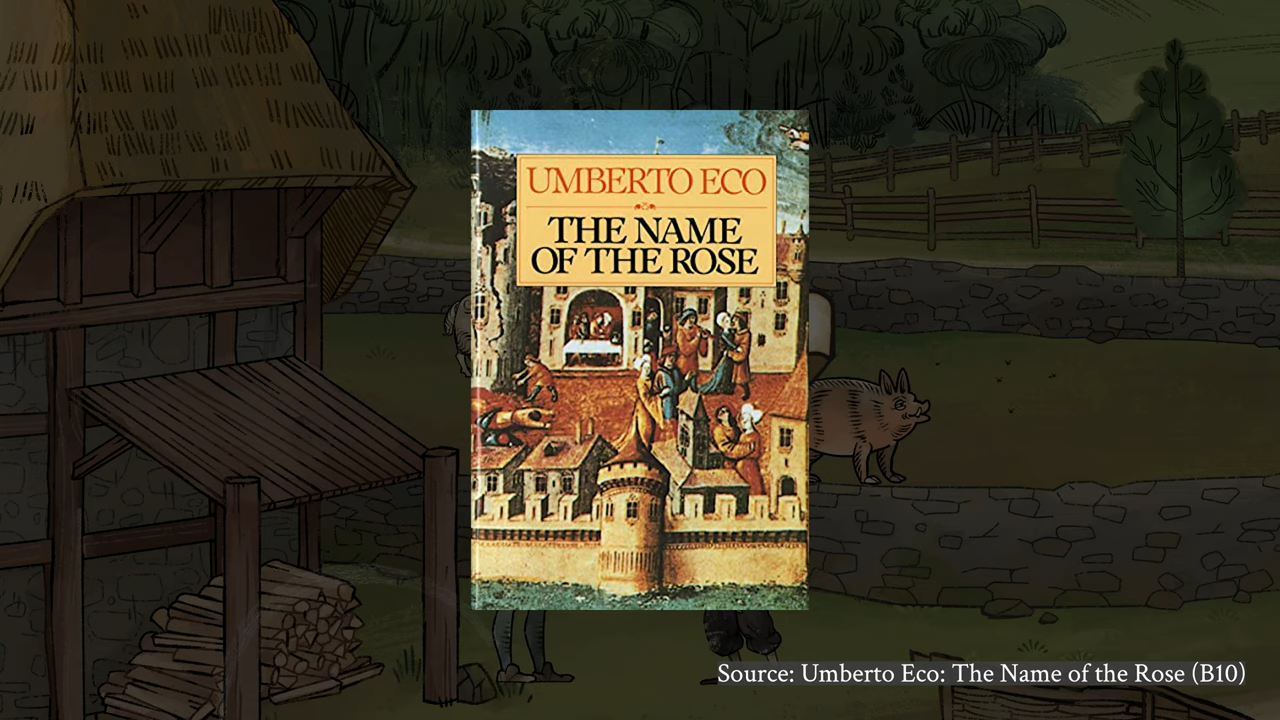 UMBERTO ECO
THE NAME
OF THE ROSE
Source: Umberto Eco: The Name of the Rose (B10)